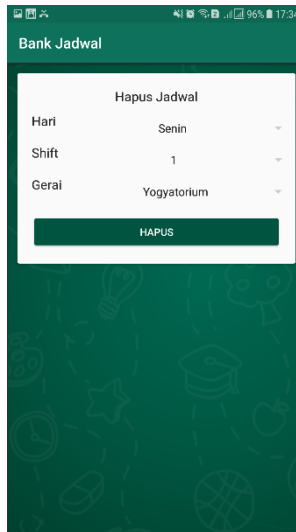 96% 17:34
Bank Jadwal
Hapus Jadwal
Hari Senin
Shift 1
Gerai Yogyatorium
HAPUS